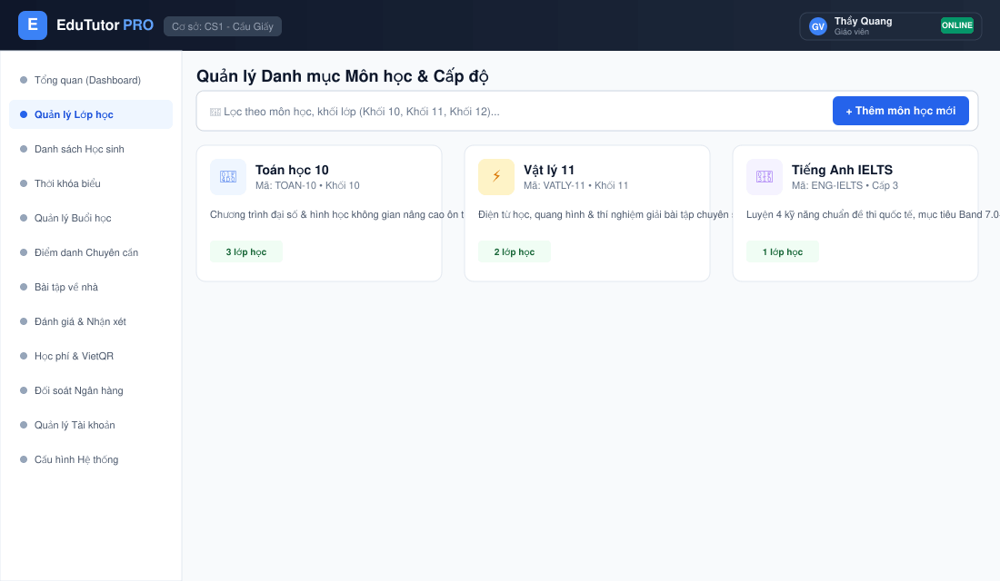 E EduTutor PRO Cơ sở: CS1 - Cầu Giấy
GV Thầy Quang
Giáo viên
ONLINE
Tổng quan (Dashboard)
Quản lý Lớp học
Danh sách Học sinh
Thời khóa biểu
Quản lý Buổi học
Điểm danh Chuyên cần
Bài tập về nhà
Đánh giá & Nhận xét
Học phí & VietQR
Đối soát Ngân hàng
Quản lý Tài khoản
Cấu hình Hệ thống
Quản lý Danh mục Môn học & Cấp độ
Lọc theo môn học, khối lớp (Khối 10, Khối 11, Khối 12)...
+ Thêm môn học mới
Toán học 10
Mã: TOAN-10 • Khối 10
Chương trình đại số & hình học không gian nâng cao ôn t
3 lớp học
Vật lý 11
Mã: VATLY-11 • Khối 11
Điện từ học, quang hình & thí nghiệm giải bài tập chuyên
2 lớp học
Tiếng Anh IELTS
Mã: ENG-IELTS • Cấp 3
Luyện 4 kỹ năng chuẩn đề thi quốc tế, mục tiêu Band 7.0
1 lớp học